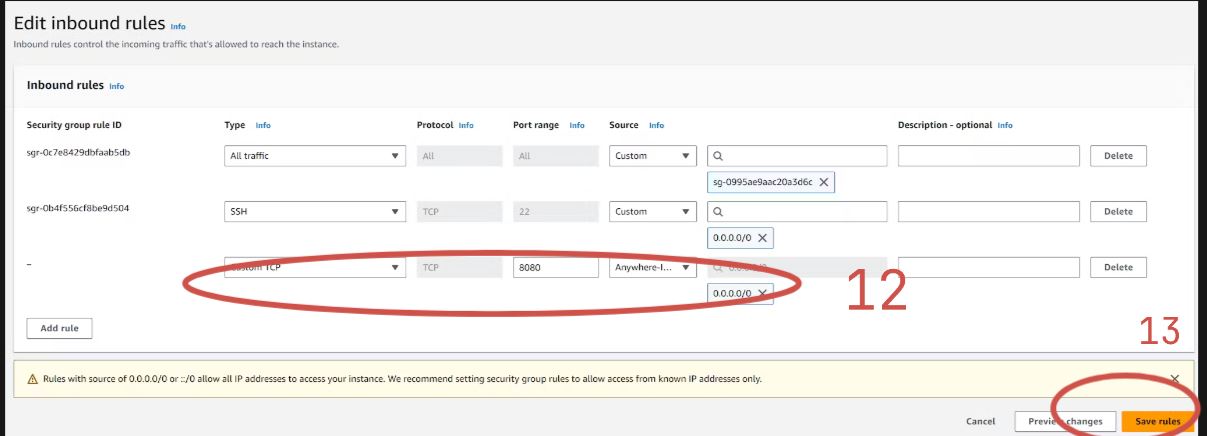 Edit inbound rules Info
Inbound rules control the incoming traffic that's allowed to reach the instance.
Inbound rules Info
Security group rule ID Type Info Protocol Info Port range Info Source Info Description - optional Info
sgr-0c7e8429dbfaab5db All traffic All All Custom Delete
sg-0995ae9aac20a3d6c
sgr-0b4f556cf8be9d504 SSH TCP 22 Custom Delete
0.0.0.0/0
– Custom TCP TCP 8080 Anywhere-I... 0.0.0.0/0 Delete
0.0.0.0/0
12
Add rule
13
Rules with source of 0.0.0.0/0 or ::/0 allow all IP addresses to access your instance. We recommend setting security group rules to allow access from known IP addresses only.
Cancel Preview changes Save rules